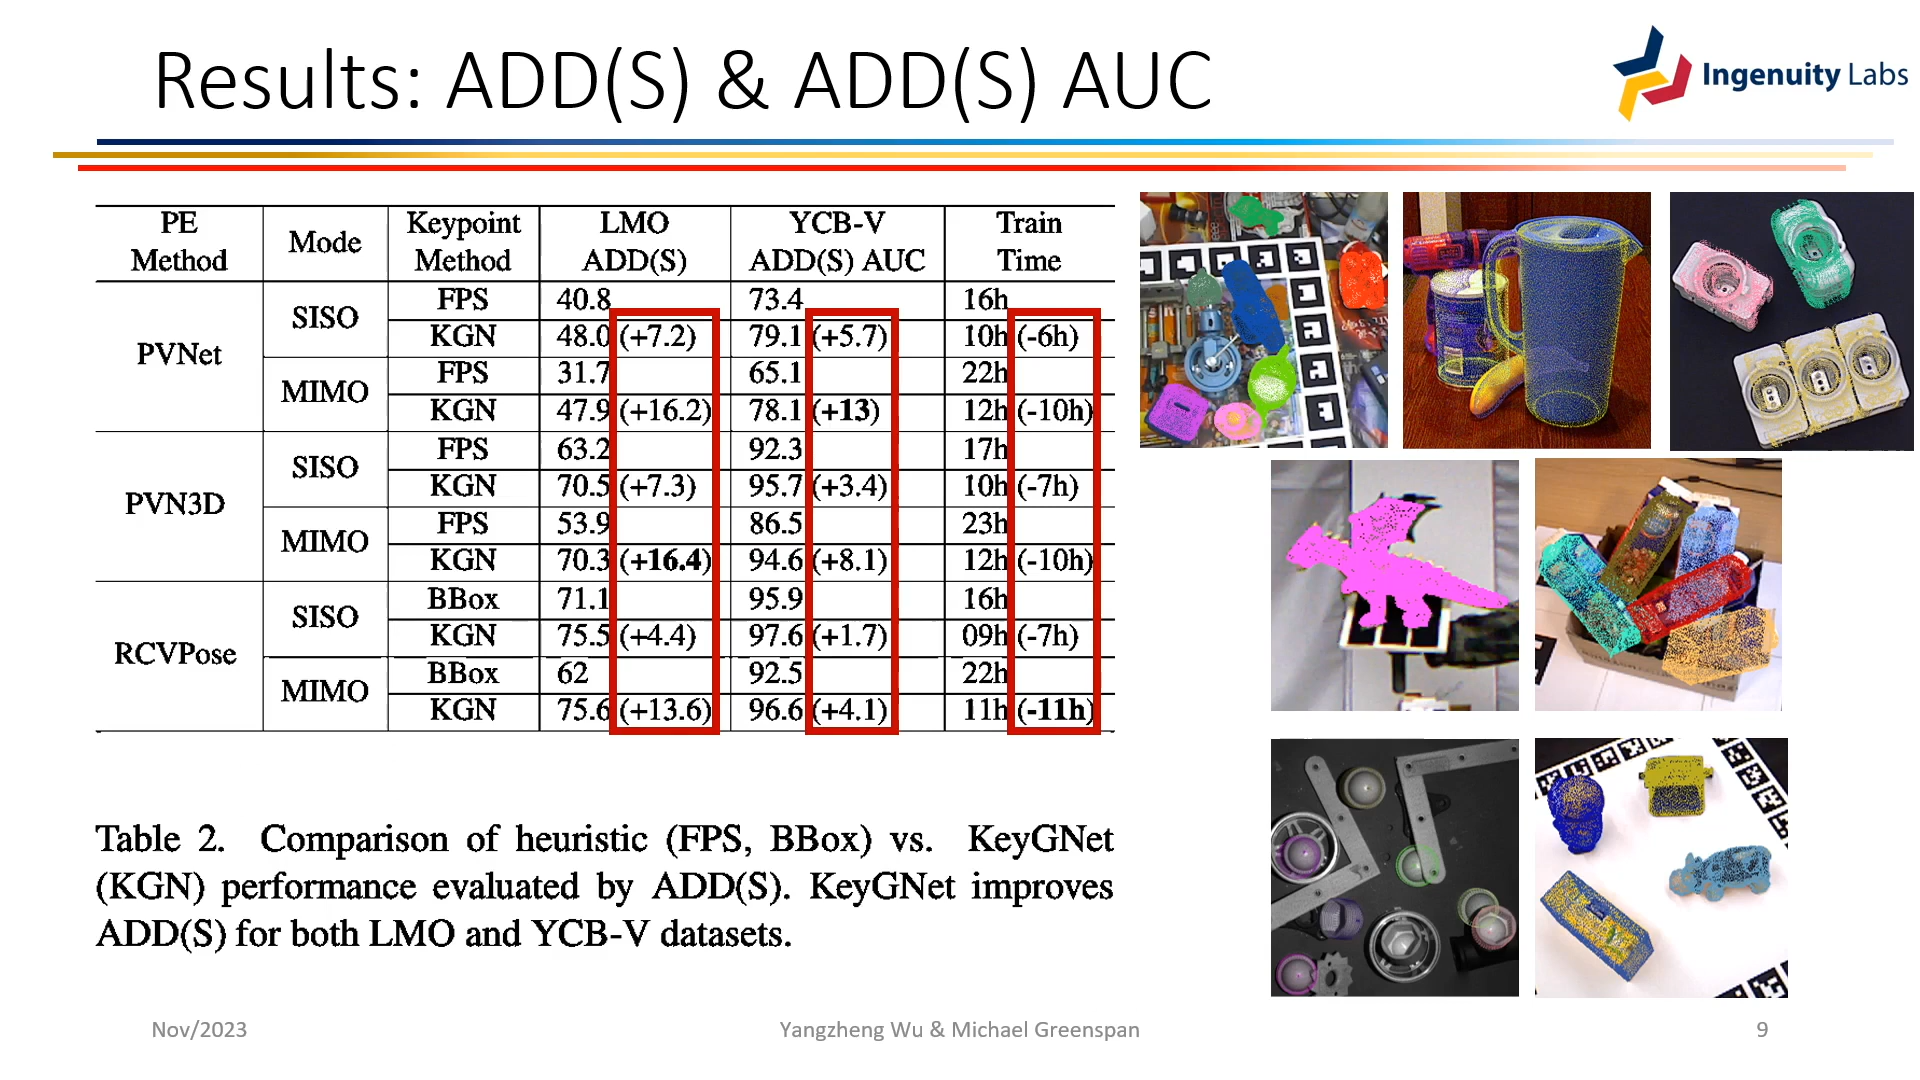 Results: ADD(S) & ADD(S) AUC
Ingenuity Labs
PE Method Mode Keypoint Method LMO ADD(S) YCB-V ADD(S) AUC Train Time
PVNet SISO FPS 40.8 73.4 16h
KGN 48.0 (+7.2) 79.1 (+5.7) 10h (-6h)
MIMO FPS 31.7 65.1 22h
KGN 47.9 (+16.2) 78.1 (+13) 12h (-10h)
PVN3D SISO FPS 63.2 92.3 17h
KGN 70.5 (+7.3) 95.7 (+3.4) 10h (-7h)
MIMO FPS 53.9 86.5 23h
KGN 70.3 (+16.4) 94.6 (+8.1) 12h (-10h)
RCVPose SISO BBox 71.1 95.9 16h
KGN 75.5 (+4.4) 97.6 (+1.7) 09h (-7h)
MIMO BBox 62 92.5 22h
KGN 75.6 (+13.6) 96.6 (+4.1) 11h (-11h)
Table 2. Comparison of heuristic (FPS, BBox) vs. KeyGNet
(KGN) performance evaluated by ADD(S). KeyGNet improves
ADD(S) for both LMO and YCB-V datasets.
Nov/2023
Yangzheng Wu & Michael Greenspan
9